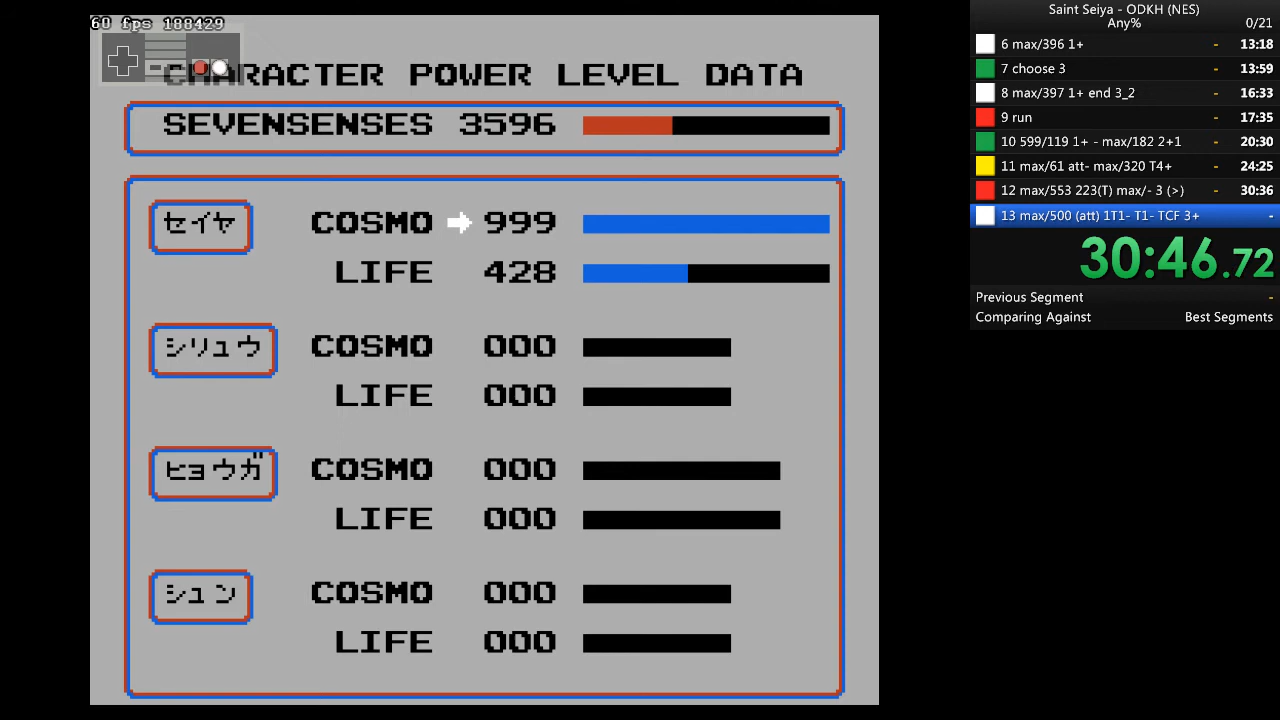 60 fps 188429
CHARACTER POWER LEVEL DATA
SEVENSENSES 3596
セイヤ COSMO 999
LIFE 428
シリュウ COSMO 000
LIFE 000
ヒョウガ COSMO 000
LIFE 000
シュン COSMO 000
LIFE 000
Saint Seiya - ODKH (NES)
Any% 0/21
6 max/396 1+ - 13:18
7 choose 3 - 13:59
8 max/397 1+ end 3_2 - 16:33
9 run - 17:35
10 599/119 1+ - max/182 2+1 - 20:30
11 max/61 att- max/320 T4+ - 24:25
12 max/553 223(T) max/- 3 (>) - 30:36
13 max/500 (att) 1T1- T1- TCF 3+ -
30:46.72
Previous Segment -
Comparing Against Best Segments